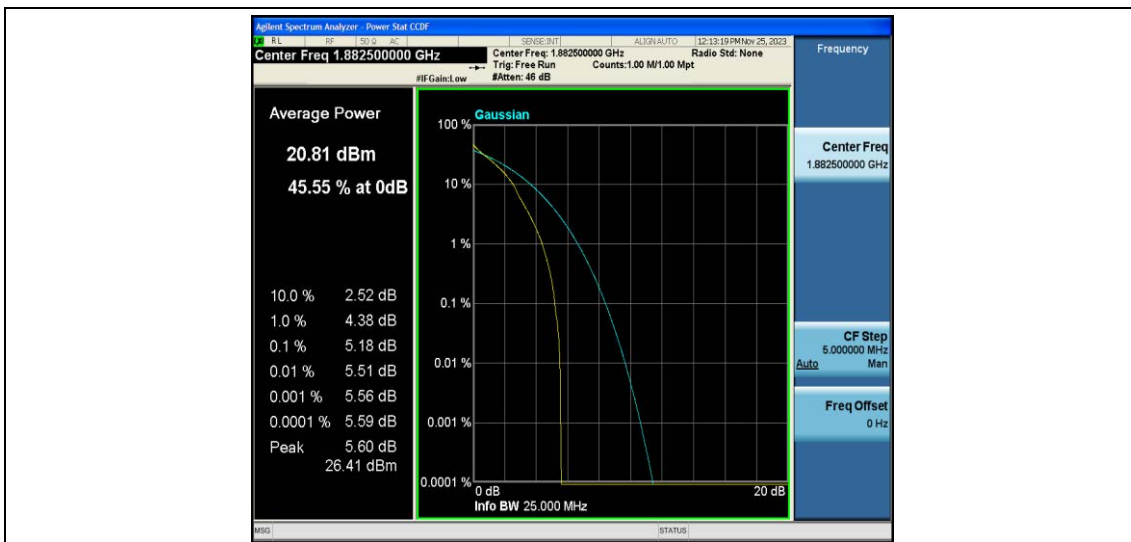 Agilent Spectrum Analyzer - Power Stat CCDF
RL RF 50 Ω AC SENSE:INT ALIGN AUTO 12:13:19 PM Nov 25, 2023
Center Freq 1.882500000 GHz
Center Freq: 1.882500000 GHz Radio Std: None
Trig: Free Run Counts:1.00 M/1.00 Mpt
#IFGain:Low #Atten: 46 dB
Frequency
Average Power
20.81 dBm
45.55 % at 0dB
10.0 % 2.52 dB
1.0 % 4.38 dB
0.1 % 5.18 dB
0.01 % 5.51 dB
0.001 % 5.56 dB
0.0001 % 5.59 dB
Peak 5.60 dB
26.41 dBm
Gaussian
100 %
10 %
1 %
0.1 %
0.01 %
0.001 %
0.0001 %
0 dB 20 dB
Info BW 25.000 MHz
Center Freq
1.882500000 GHz
CF Step
5.000000 MHz
Auto Man
Freq Offset
0 Hz
MSG STATUS